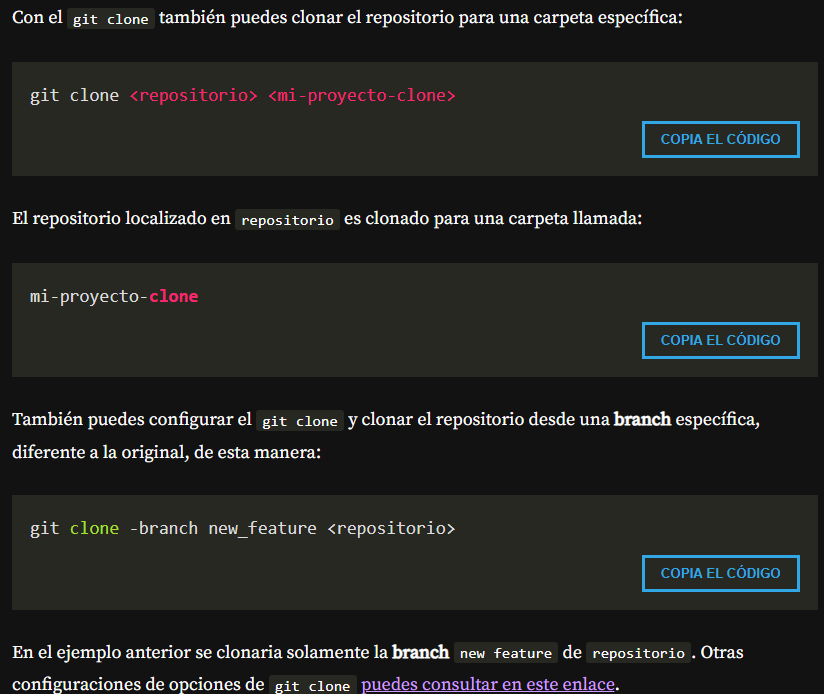 Con el git clone también puedes clonar el repositorio para una carpeta específica:
git clone <repositorio> <mi-proyecto-clone>
COPIA EL CÓDIGO
El repositorio localizado en repositorio es clonado para una carpeta llamada:
mi-proyecto-clone
COPIA EL CÓDIGO
También puedes configurar el git clone y clonar el repositorio desde una branch específica,
diferente a la original, de esta manera:
git clone -branch new_feature <repositorio>
COPIA EL CÓDIGO
En el ejemplo anterior se clonaria solamente la branch new feature de repositorio. Otras
configuraciones de opciones de git clone puedes consultar en este enlace.